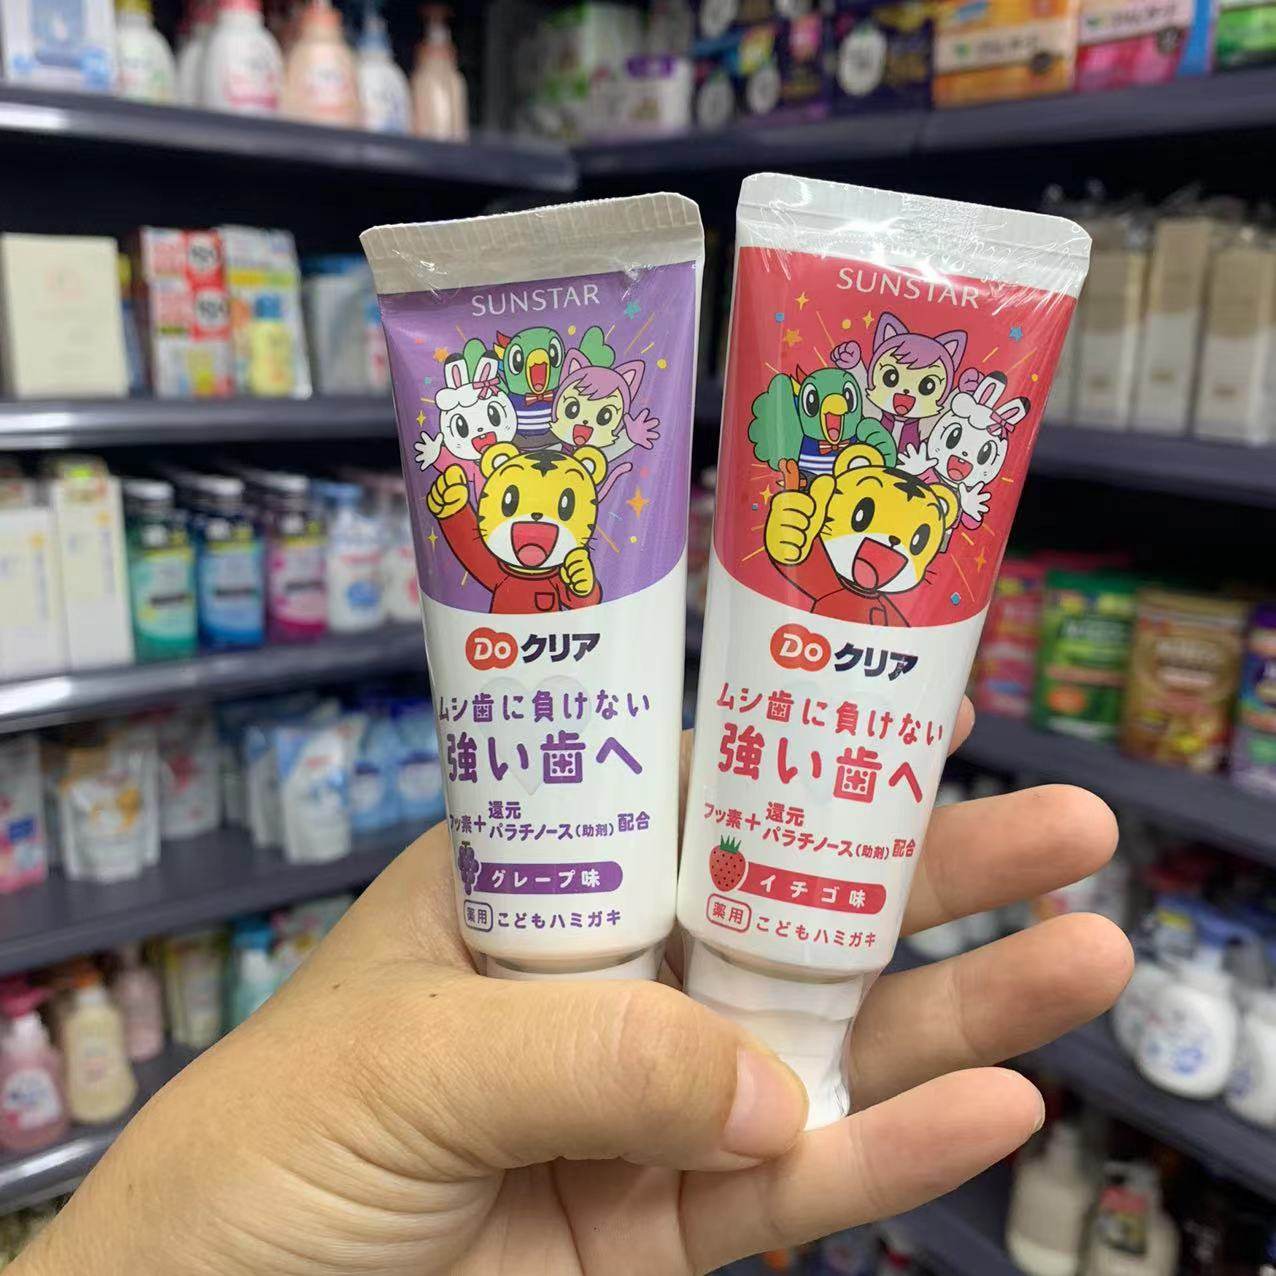 SUNSTAR
Do クリア
ムシ歯に負けない
強い歯へ
フッ素+還元パラチノース(助剤)配合
グレープ味
薬用 こどもハミガキ
SUNSTAR
Do クリア
ムシ歯に負けない
強い歯へ
フッ素+還元パラチノース(助剤)配合
イチゴ味
薬用 こどもハミガキ